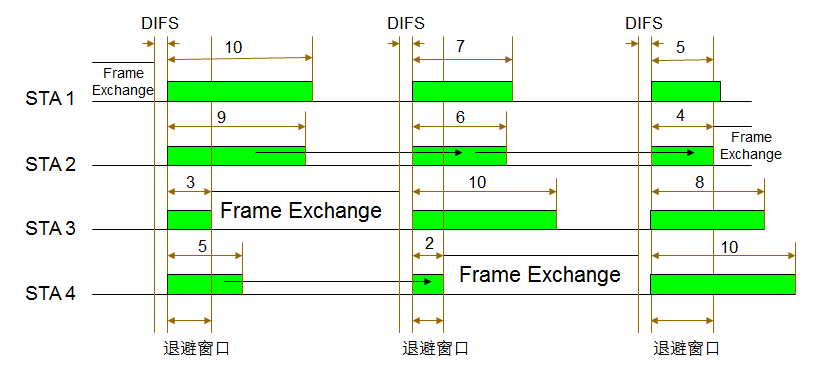 DIFS DIFS DIFS
10 7 5
Frame
Exchange
STA 1
9 6 4
Frame
Exchange
STA 2
3 10 8
Frame Exchange
STA 3
5 2 10
Frame Exchange
STA 4
退避窗口 退避窗口 退避窗口